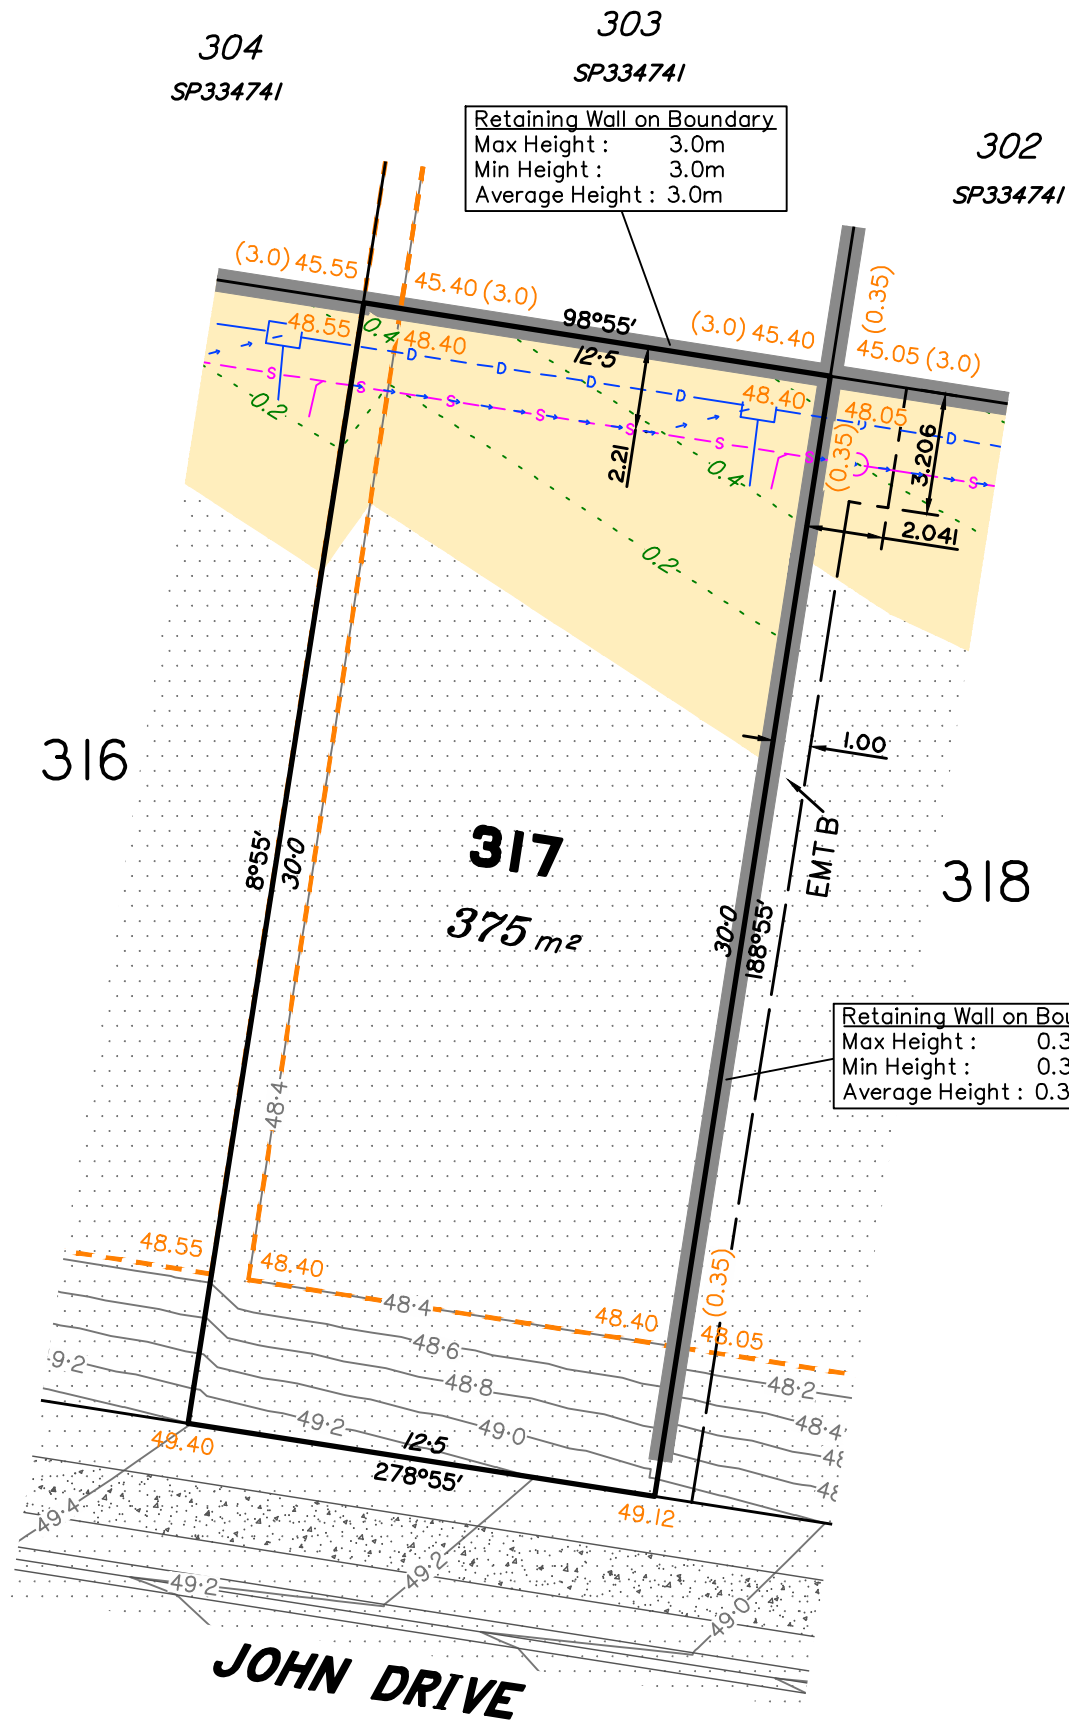 304
SP334741
303
SP334741
302
SP334741
Retaining Wall on Boundary
Max Height : 3.0m
Min Height : 3.0m
Average Height : 3.0m
(3.0) 45.55
45.40 (3.0)
(3.0) 45.40
(0.35)
45.05 (3.0)
98°55'
12·5
48.55
0.4
48.40
D
D
D
D
D
S
S
S
S
S
S
0.2
2.21
48.40
48.05
0.4
(0.35)
3.206
2.041
0.2
316
1.00
8°55'
30·0
317
375 m²
EMT B
318
30·0
188°55'
Retaining Wall on
Max Height :
Min Height :
Average Height :
48·4
48.55
48.40
48·4
48.40
(0.35)
48.05
48·6
48·8
49·0
49·2
48·2
48·4
49.40
12·5
278°55'
49.12
49·4
49·2
49·2
49·0
JOHN DRIVE